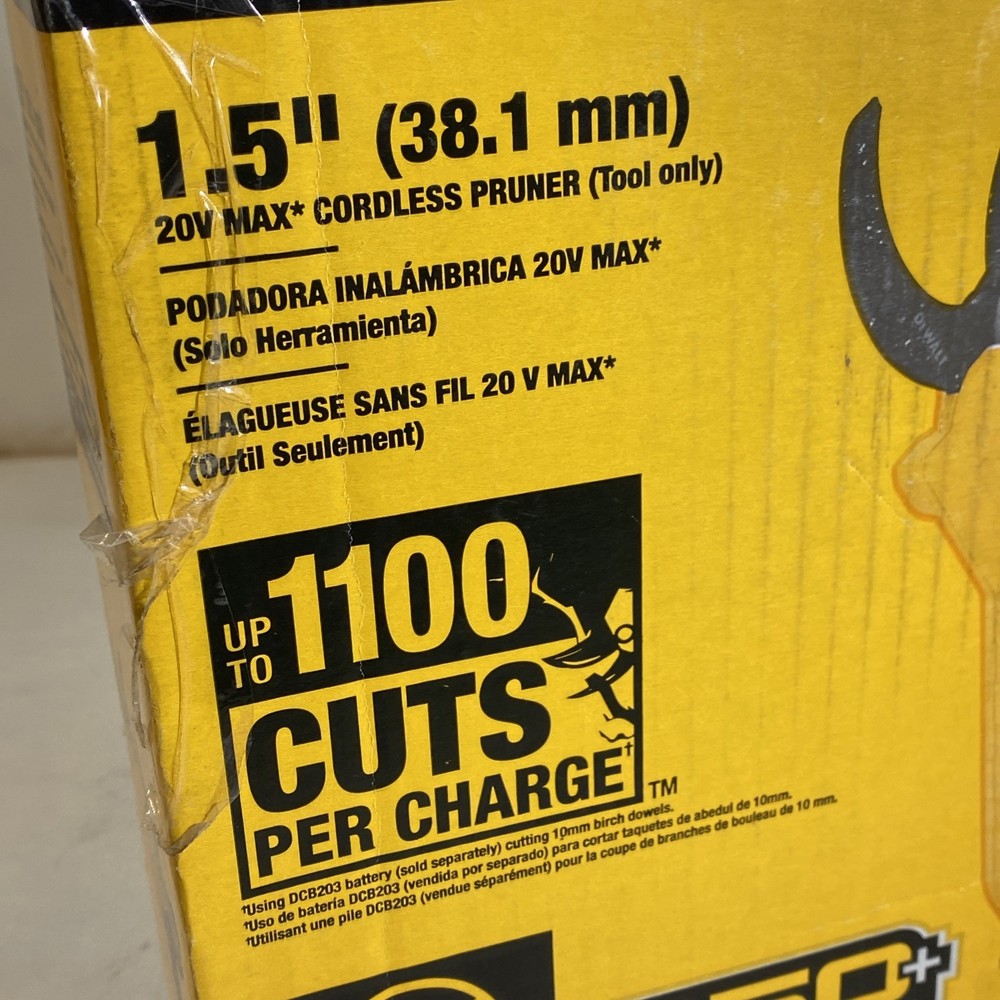 1.5" (38.1 mm)
20V MAX* CORDLESS PRUNER (Tool only)
PODADORA INALÁMBRICA 20V MAX*
(Solo Herramienta)
ÉLAGUEUSE SANS FIL 20 V MAX*
(Outil Seulement)
UP TO 1100
CUTS
PER CHARGE† ™
†Using DCB203 battery (sold separately) cutting 10mm birch dowels.
†Uso de batería DCB203 (vendida por separado) para cortar taquetes de abedul de 10mm.
†Utilisant une pile DCB203 (vendue séparément) pour la coupe de branches de bouleau de 10 mm.
DEWALT